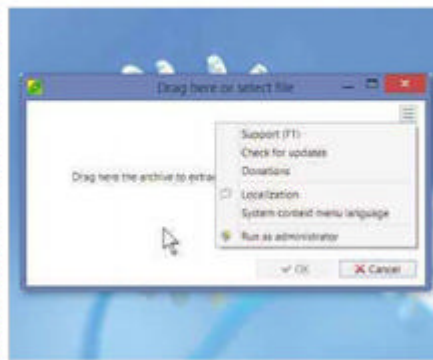 Drag here or select file
Drag here the archive to extra
Support (F1)
Check for updates
Donations
Localization
System context menu language
Run as administrator
OK
Cancel